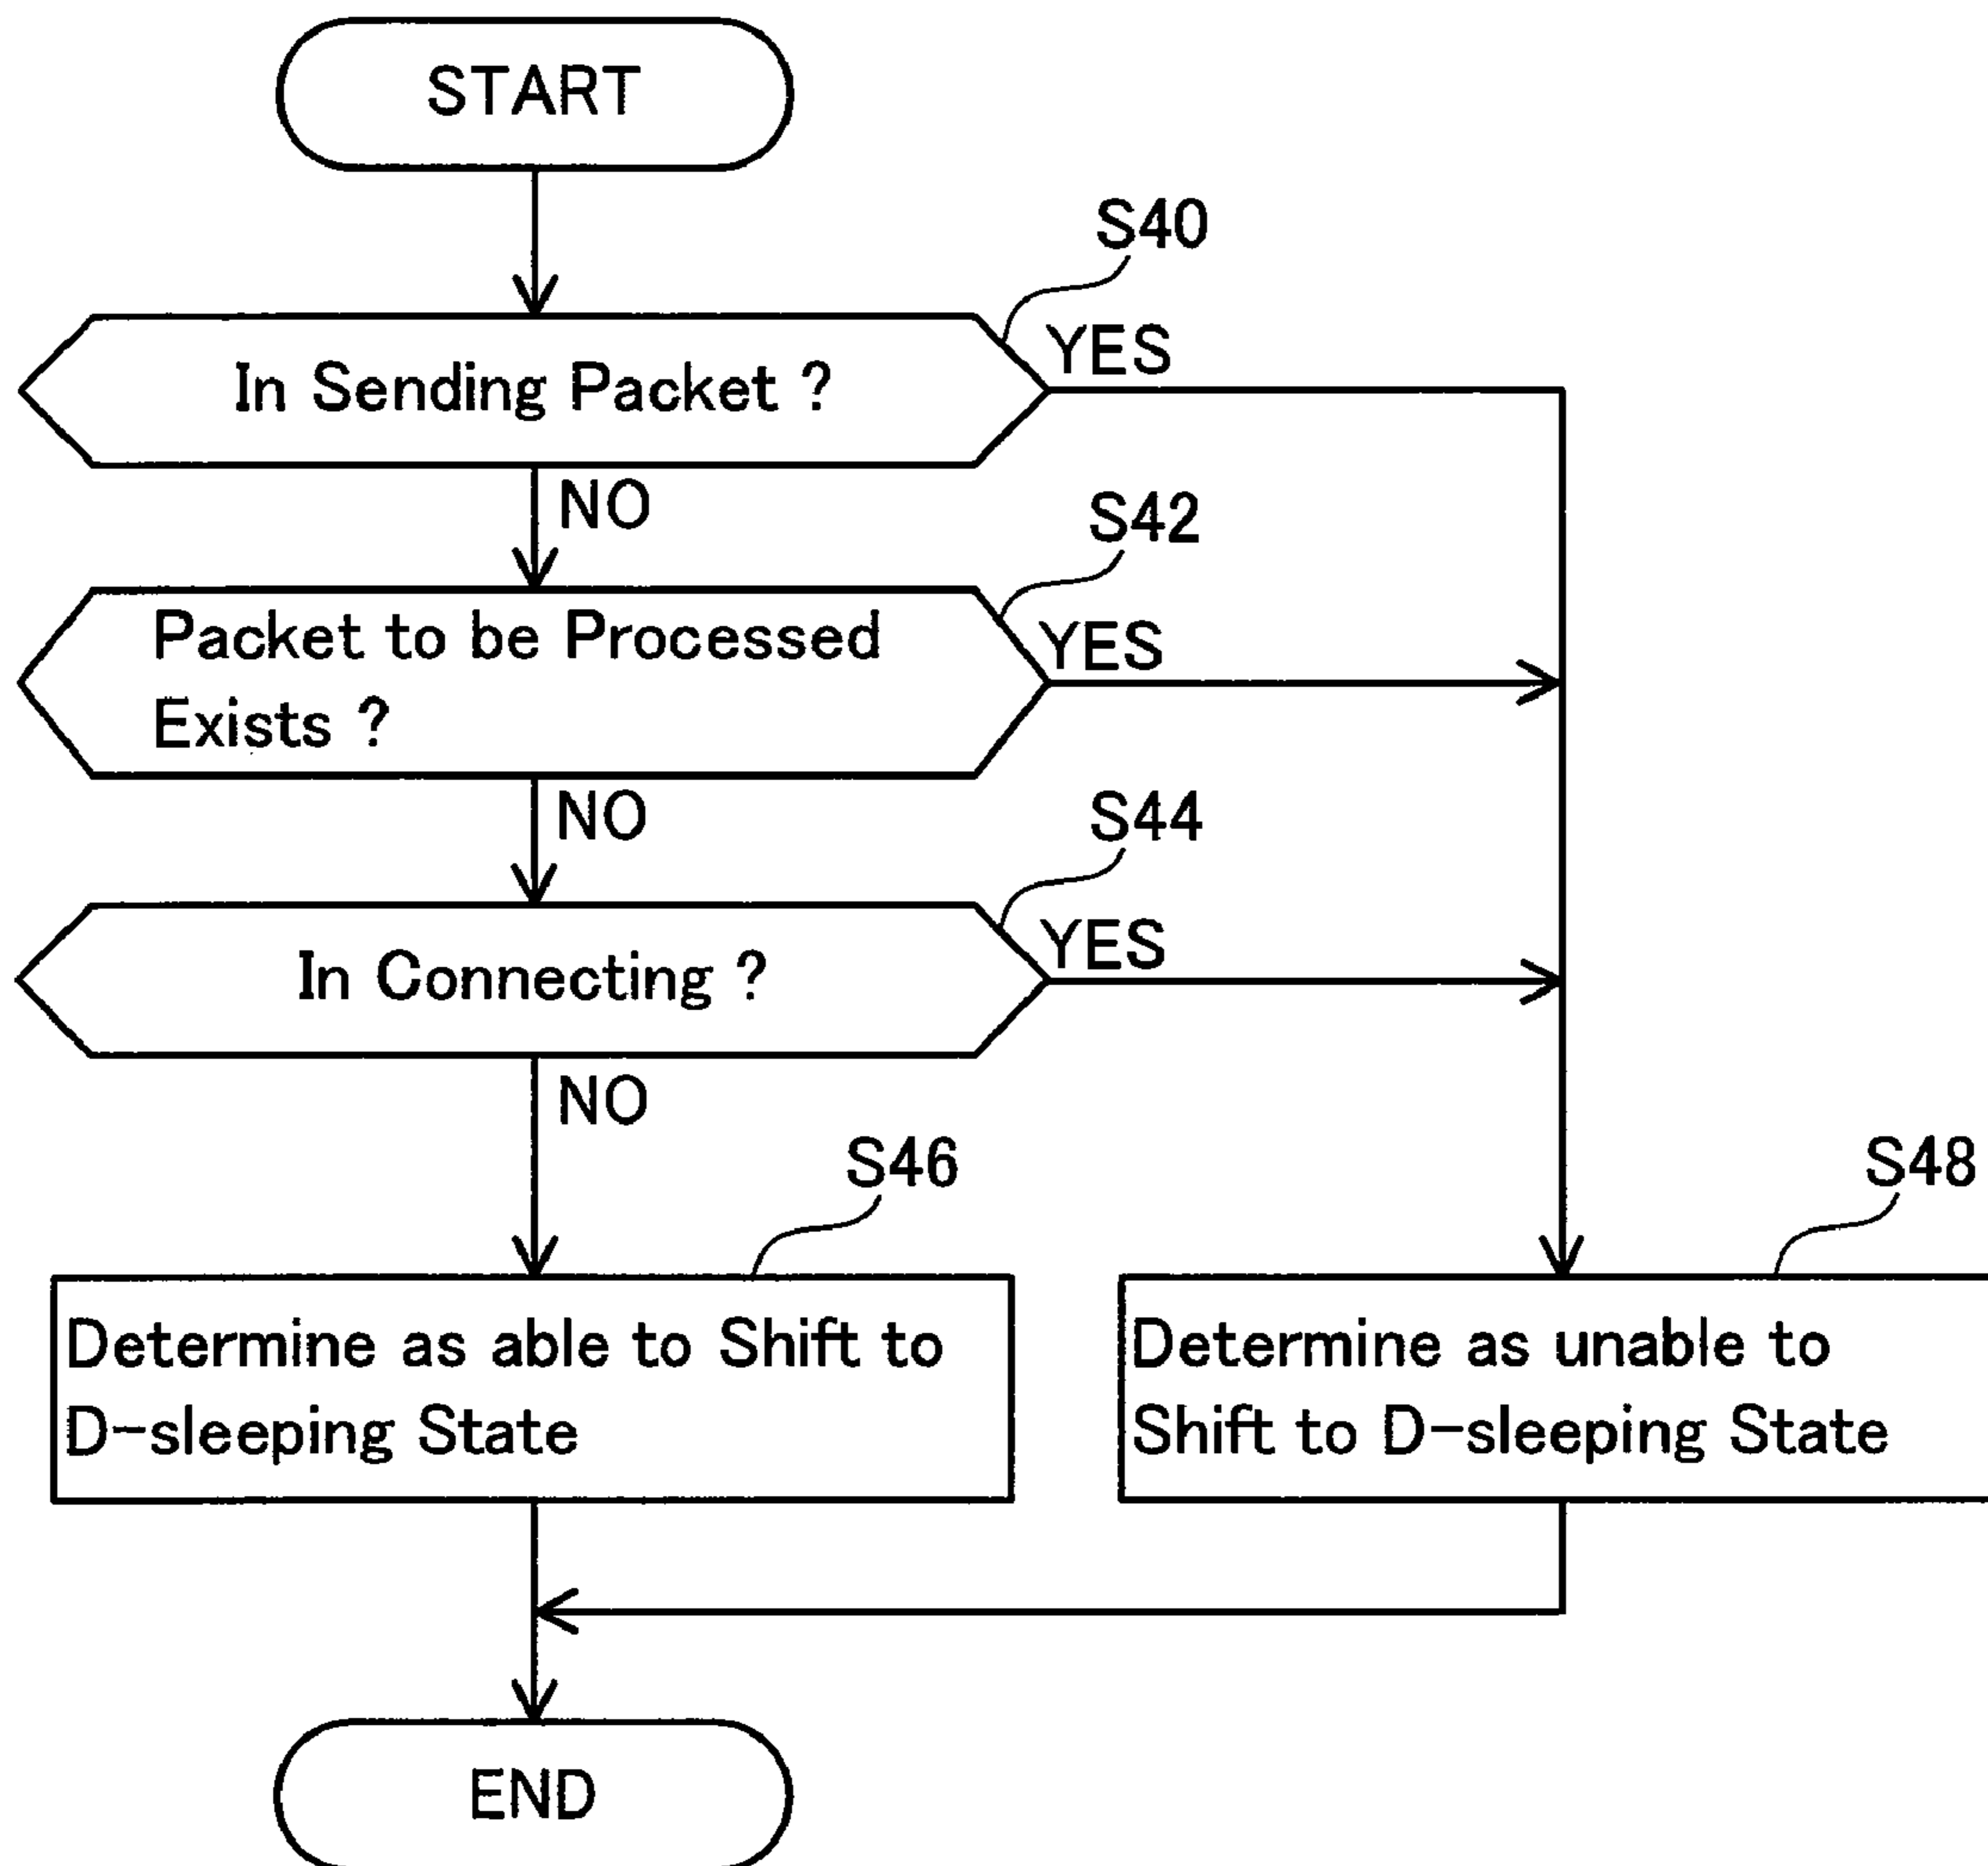 START
S40
In Sending Packet ?
YES
NO
S42
Packet to be Processed
Exists ?
YES
NO
S44
In Connecting ?
YES
NO
S46
Determine as able to Shift to
D-sleeping State
S48
Determine as unable to
Shift to D-sleeping State
END